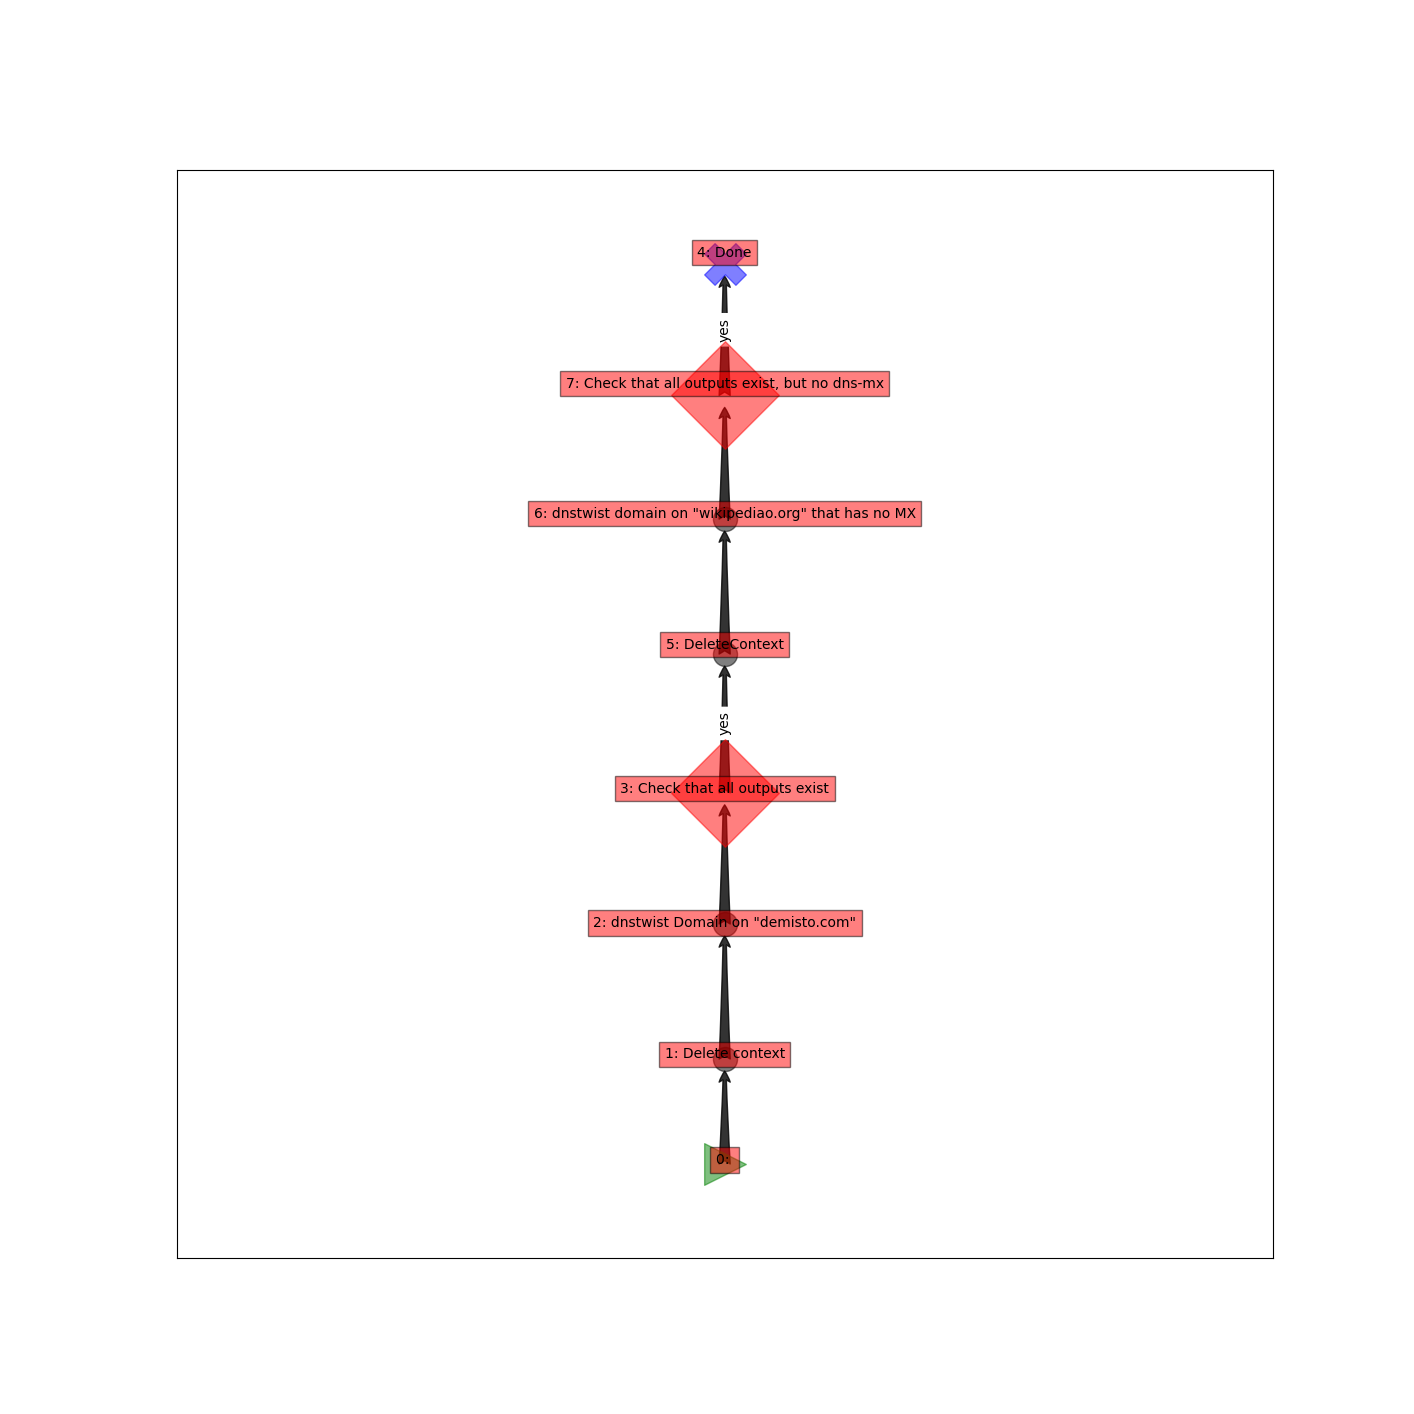 4: Done
yes
7: Check that all outputs exist, but no dns-mx
6: dnstwist domain on "wikipediao.org" that has no MX
5: DeleteContext
yes
3: Check that all outputs exist
2: dnstwist Domain on "demisto.com"
1: Delete context
0: